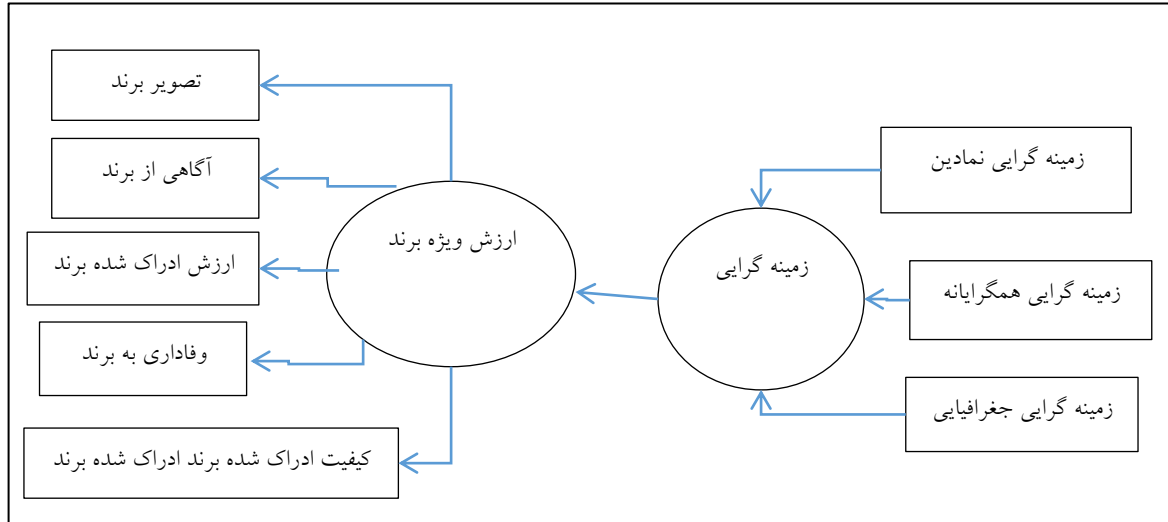 زمینه گرایی نمادین
زمینه گرایی همگرایانه
زمینه گرایی جغرافیایی
زمینه گرایی
ارزش ویژه برند
تصویر برند
آگاهی از برند
ارزش ادراک شده برند
وفاداری به برند
کیفیت ادراک شده برند ادراک شده برند